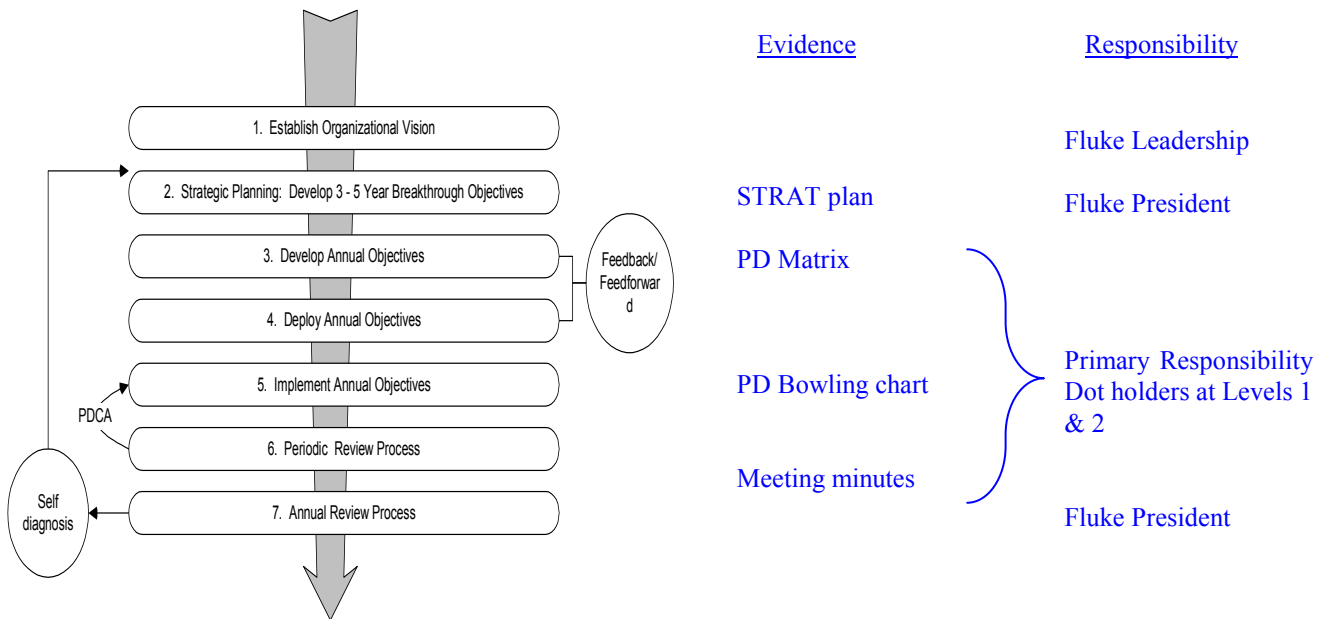 Evidence
Responsibility
1. Establish Organizational Vision
Fluke Leadership
2. Strategic Planning: Develop 3 - 5 Year Breakthrough Objectives
STRAT plan
Fluke President
3. Develop Annual Objectives
PD Matrix
Feedback/
Feedforwar
d
4. Deploy Annual Objectives
5. Implement Annual Objectives
PD Bowling chart
Primary Responsibility
Dot holders at Levels 1
& 2
PDCA
6. Periodic Review Process
Meeting minutes
Self
diagnosis
7. Annual Review Process
Fluke President